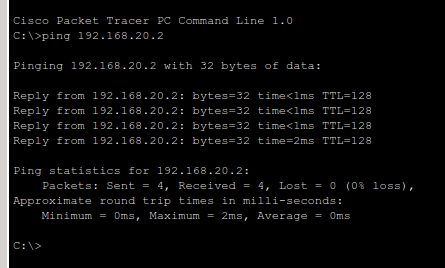 Cisco Packet Tracer PC Command Line 1.0
C:\>ping 192.168.20.2
Pinging 192.168.20.2 with 32 bytes of data:
Reply from 192.168.20.2: bytes=32 time<1ms TTL=128
Reply from 192.168.20.2: bytes=32 time<1ms TTL=128
Reply from 192.168.20.2: bytes=32 time<1ms TTL=128
Reply from 192.168.20.2: bytes=32 time=2ms TTL=128
Ping statistics for 192.168.20.2:
    Packets: Sent = 4, Received = 4, Lost = 0 (0% loss),
Approximate round trip times in milli-seconds:
    Minimum = 0ms, Maximum = 2ms, Average = 0ms
C:\>